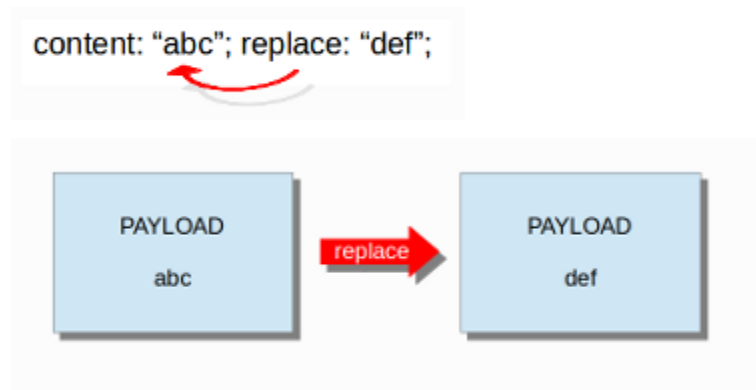 content: “abc”; replace: “def”;
PAYLOAD
abc
replace
PAYLOAD
def